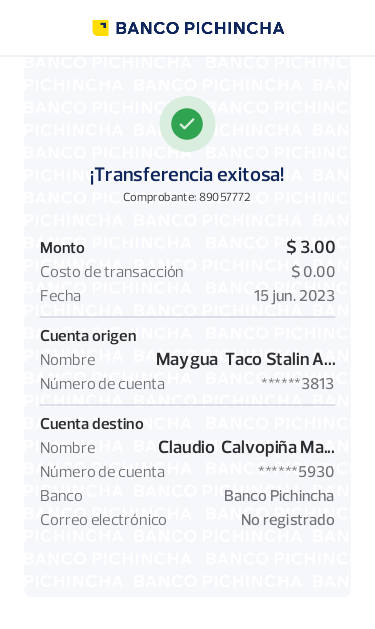 BANCO PICHINCHA
¡Transferencia exitosa!
Comprobante: 89057772
Monto $ 3.00
Costo de transacción $ 0.00
Fecha 15 jun. 2023
Cuenta origen
Nombre Maygua Taco Stalin A...
Número de cuenta ******3813
Cuenta destino
Nombre Claudio Calvopiña Ma...
Número de cuenta ******5930
Banco Banco Pichincha
Correo electrónico No registrado